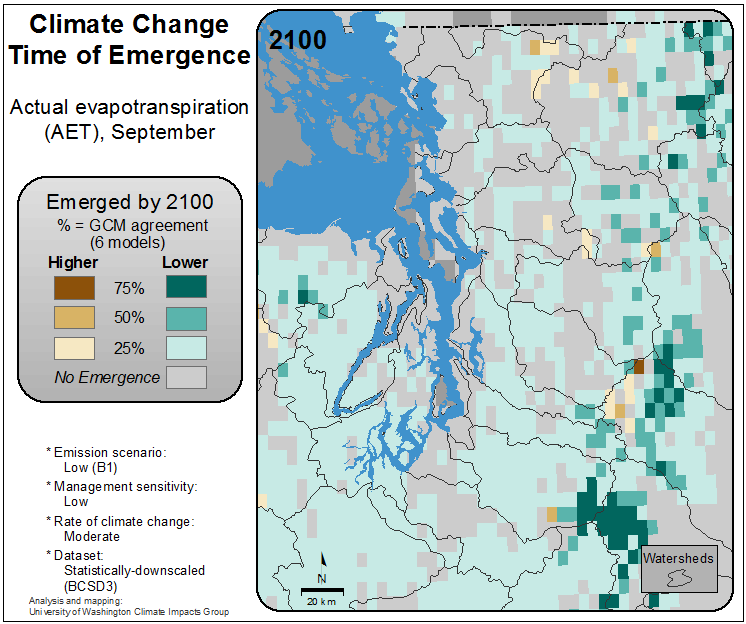 Climate Change
Time of Emergence
Actual evapotranspiration
(AET), September
Emerged by 2100
% = GCM agreement
(6 models)
Higher Lower
75%
50%
25%
No Emergence
* Emission scenario:
Low (B1)
* Management sensitivity:
Low
* Rate of climate change:
Moderate
* Dataset:
Statistically-downscaled
(BCSD3)
Analysis and mapping:
University of Washington Climate Impacts Group
2100
N
20 km
Watersheds